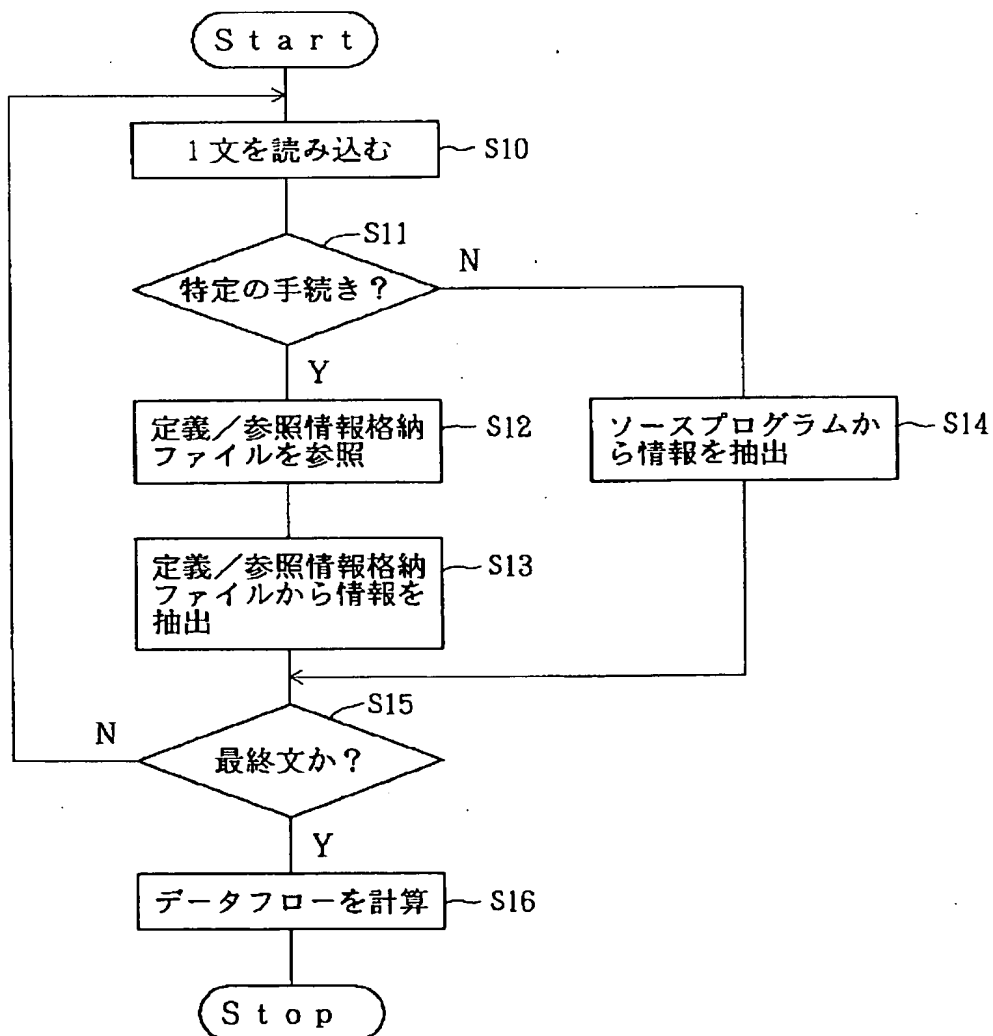 Start
1文を読み込む
S10
S11
特定の手続き?
N
Y
定義/参照情報格納
ファイルを参照
S12
ソースプログラムか
ら情報を抽出
S14
定義/参照情報格納
ファイルから情報を
抽出
S13
S15
N
最終文か?
Y
データフローを計算
S16
Stop